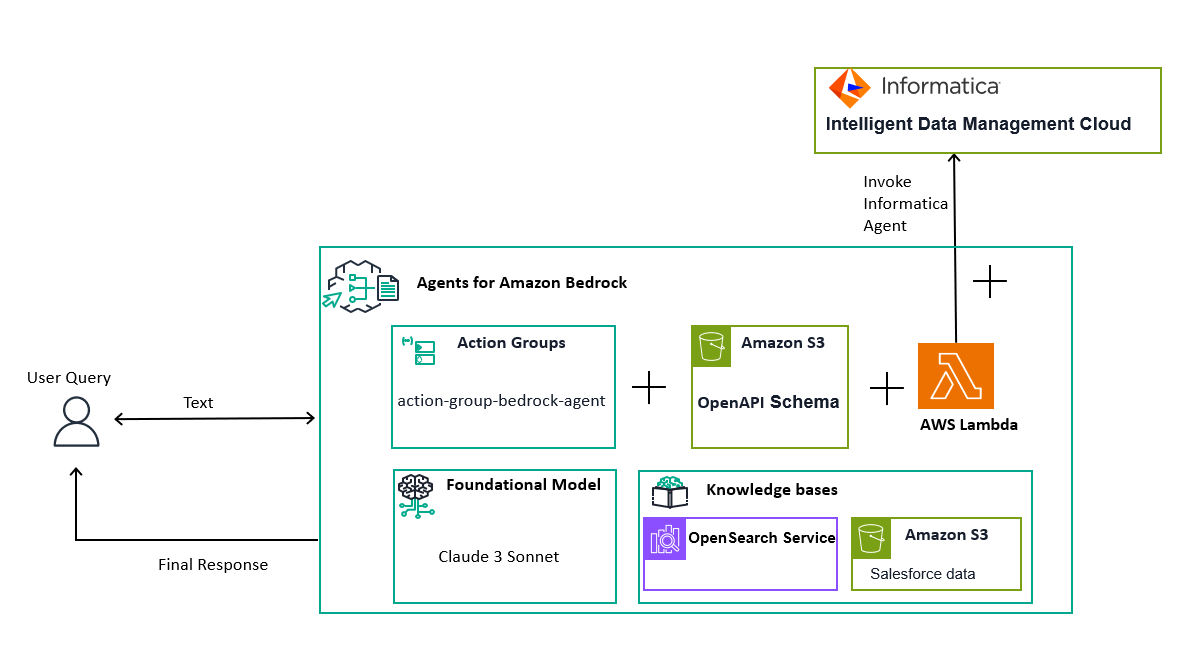 Informatica
Intelligent Data Management Cloud
Invoke
Informatica
Agent
Agents for Amazon Bedrock
Action Groups
action-group-bedrock-agent
Amazon S3
OpenAPI Schema
AWS Lambda
User Query
Text
Foundational Model
Claude 3 Sonnet
Knowledge bases
OpenSearch Service
Amazon S3
Salesforce data
Final Response